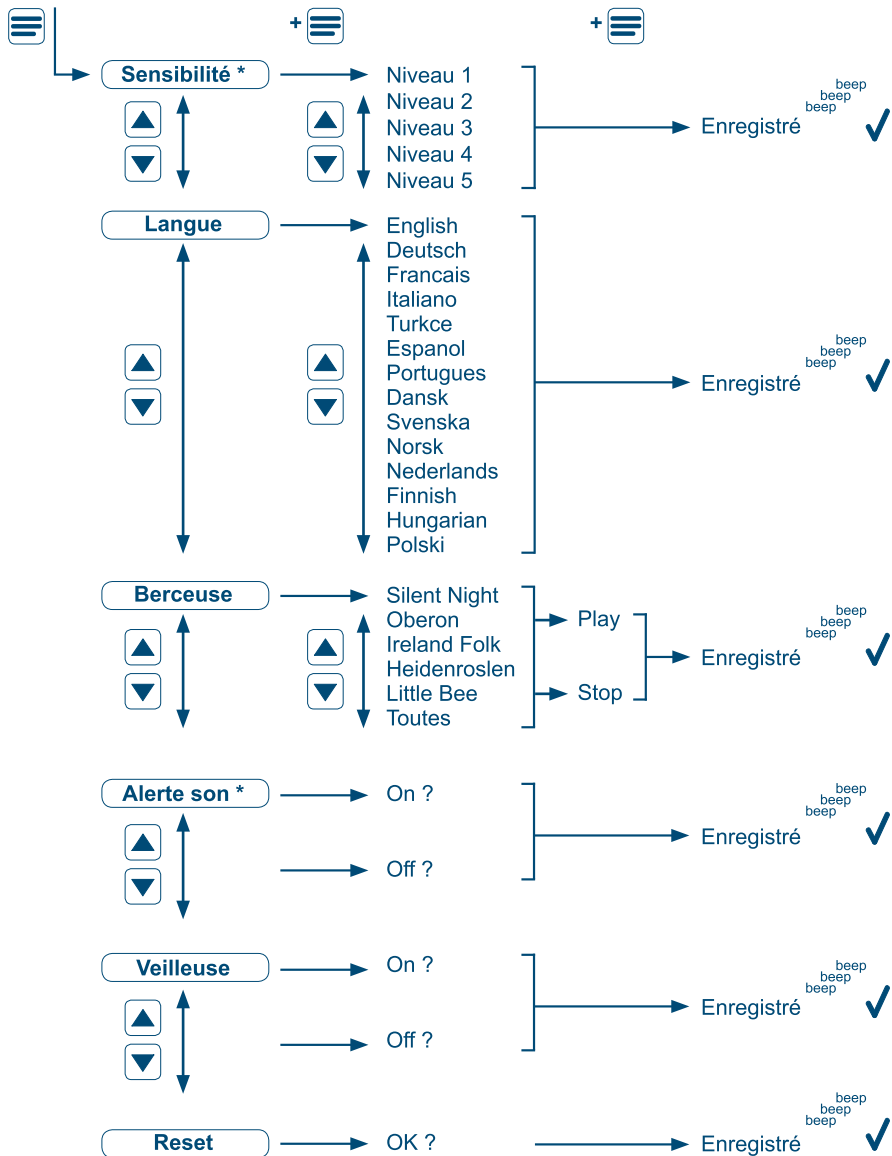 + +
Sensibilité *
Niveau 1
Niveau 2
Niveau 3
Niveau 4
Niveau 5
Enregistré
beep
beep
beep
Langue
English
Deutsch
Francais
Italiano
Turkce
Espanol
Portugues
Dansk
Svenska
Norsk
Nederlands
Finnish
Hungarian
Polski
Enregistré
beep
beep
beep
Berceuse
Silent Night
Oberon
Ireland Folk
Heidenroslen
Little Bee
Toutes
Play
Stop
Enregistré
beep
beep
beep
Alerte son *
On ?
Off ?
Enregistré
beep
beep
beep
Veilleuse
On ?
Off ?
Enregistré
beep
beep
beep
Reset
OK ?
Enregistré
beep
beep
beep